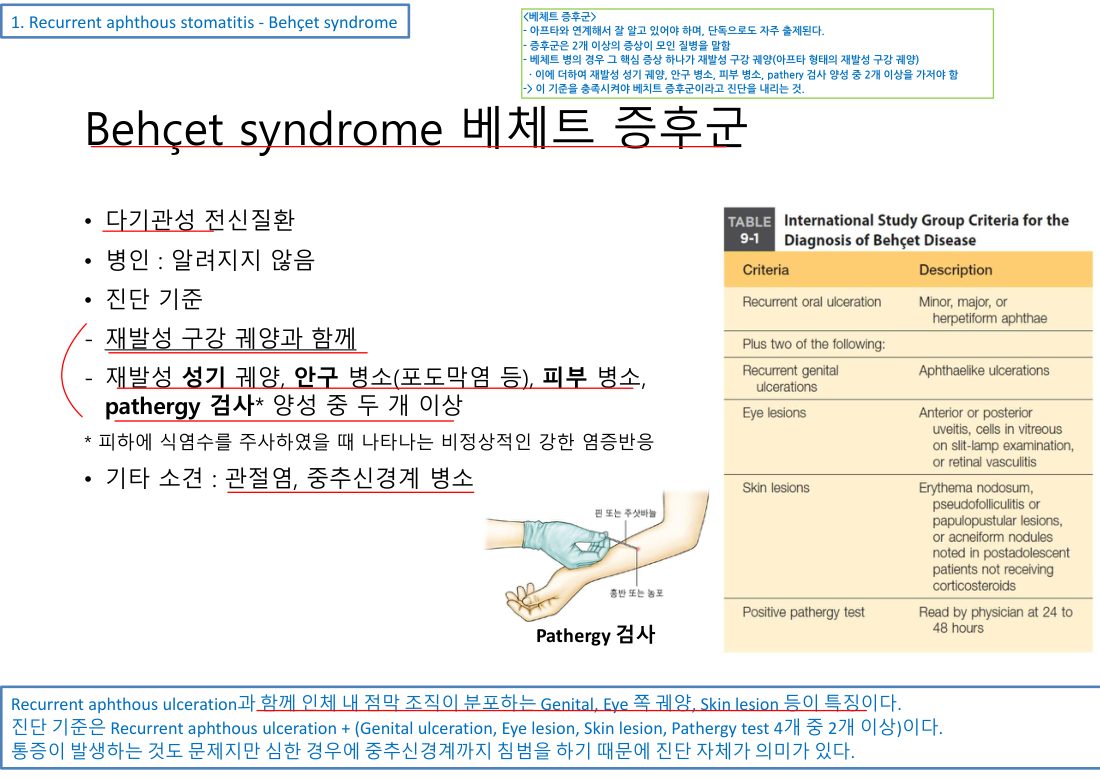 1. Recurrent aphthous stomatitis - Behçet syndrome
<베체트 증후군>
- 아프타와 연계해서 잘 알고 있어야 하며, 단독으로도 자주 출제된다.
- 증후군은 2개 이상의 증상이 모인 질병을 말함
- 베체트 병의 경우 그 핵심 증상 하나가 재발성 구강 궤양(아프타 형태의 재발성 구강 궤양)
· 이에 더하여 재발성 성기 궤양, 안구 병소, 피부 병소, pathery 검사 양성 중 2개 이상을 가져야 함
-> 이 기준을 충족시켜야 베치트 증후군이라고 진단을 내리는 것.
Behçet syndrome 베체트 증후군
• 다기관성 전신질환
• 병인 : 알려지지 않음
• 진단 기준
- 재발성 구강 궤양과 함께
- 재발성 성기 궤양, 안구 병소(포도막염 등), 피부 병소,
pathergy 검사* 양성 중 두 개 이상
* 피하에 식염수를 주사하였을 때 나타나는 비정상적인 강한 염증반응
• 기타 소견 : 관절염, 중추신경계 병소
핀 또는 주삿바늘
홍반 또는 농포
Pathergy 검사
TABLE 9-1
International Study Group Criteria for the
Diagnosis of Behçet Disease
Criteria Description
Recurrent oral ulceration Minor, major, or
herpetiform aphthae
Plus two of the following:
Recurrent genital Aphthaelike ulcerations
ulcerations
Eye lesions Anterior or posterior
uveitis, cells in vitreous
on slit-lamp examination,
or retinal vasculitis
Skin lesions Erythema nodosum,
pseudofolliculitis or
papulopustular lesions,
or acneiform nodules
noted in postadolescent
patients not receiving
corticosteroids
Positive pathergy test Read by physician at 24 to
48 hours
Recurrent aphthous ulceration과 함께 인체 내 점막 조직이 분포하는 Genital, Eye 쪽 궤양, Skin lesion 등이 특징이다.
진단 기준은 Recurrent aphthous ulceration + (Genital ulceration, Eye lesion, Skin lesion, Pathergy test 4개 중 2개 이상)이다.
통증이 발생하는 것도 문제지만 심한 경우에 중추신경계까지 침범을 하기 때문에 진단 자체가 의미가 있다.